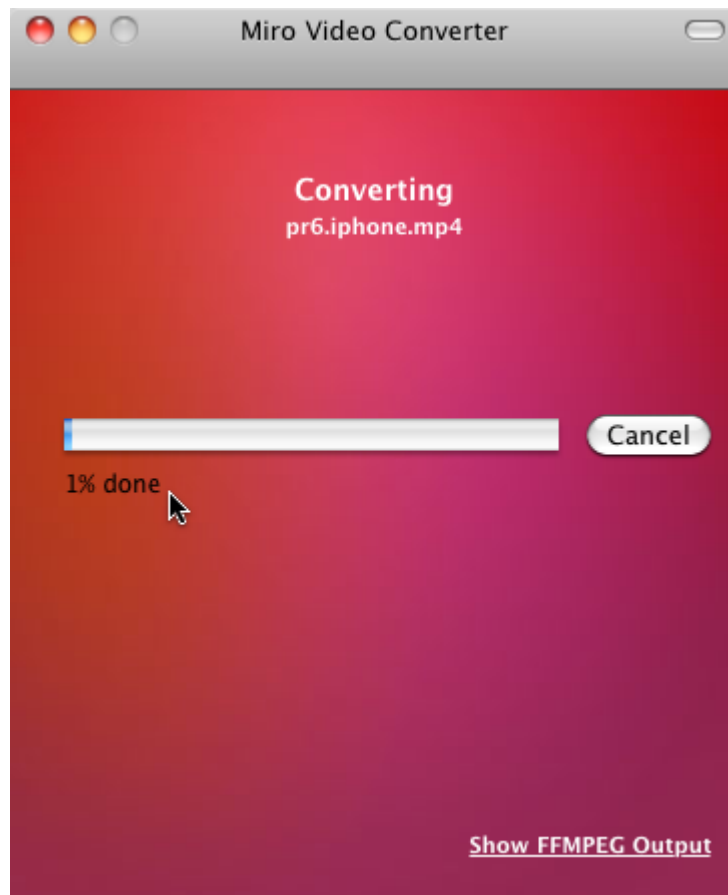 Miro Video Converter
Converting
pr6.iphone.mp4
Cancel
1% done
Show FFMPEG Output